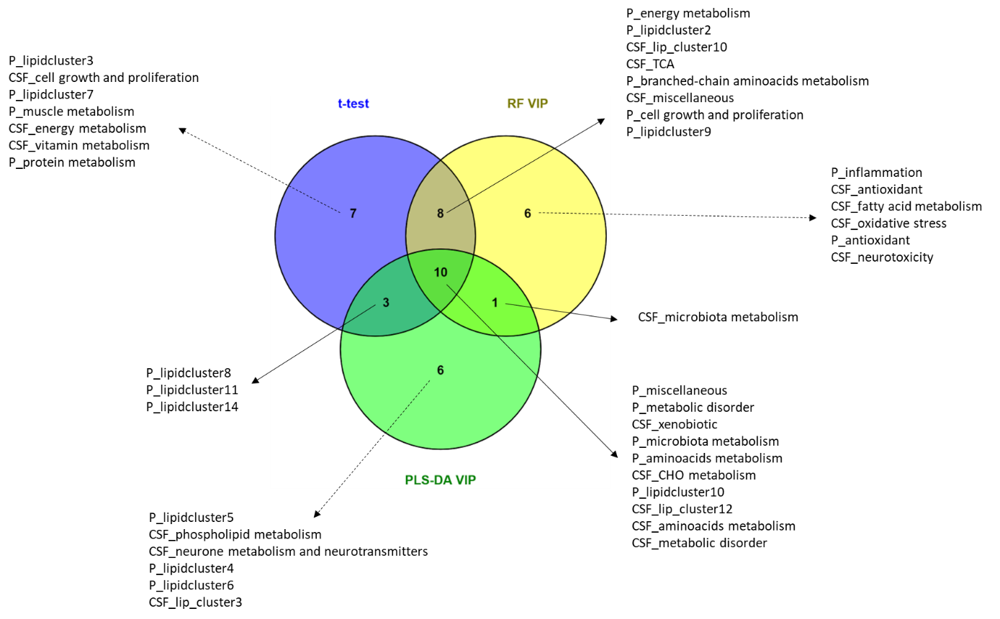 P_energy metabolism
P_lipidcluster2
CSF_lip_cluster10
CSF_TCA
P_branched-chain aminoacids metabolism
CSF_miscellaneous
P_cell growth and proliferation
P_lipidcluster9
P_lipidcluster3
CSF_cell growth and proliferation
P_lipidcluster7
P_muscle metabolism
CSF_energy metabolism
CSF_vitamin metabolism
P_protein metabolism
t-test
RF VIP
P_inflammation
CSF_antioxidant
CSF_fatty acid metabolism
CSF_oxidative stress
P_antioxidant
CSF_neurotoxicity
7
8
6
10
3
1
CSF_microbiota metabolism
6
P_lipidcluster8
P_lipidcluster11
P_lipidcluster14
P_miscellaneous
P_metabolic disorder
CSF_xenobiotic
P_microbiota metabolism
P_aminoacids metabolism
CSF_CHO metabolism
P_lipidcluster10
CSF_lip_cluster12
CSF_aminoacids metabolism
CSF_metabolic disorder
PLS-DA VIP
P_lipidcluster5
CSF_phospholipid metabolism
CSF_neurone metabolism and neurotransmitters
P_lipidcluster4
P_lipidcluster6
CSF_lip_cluster3